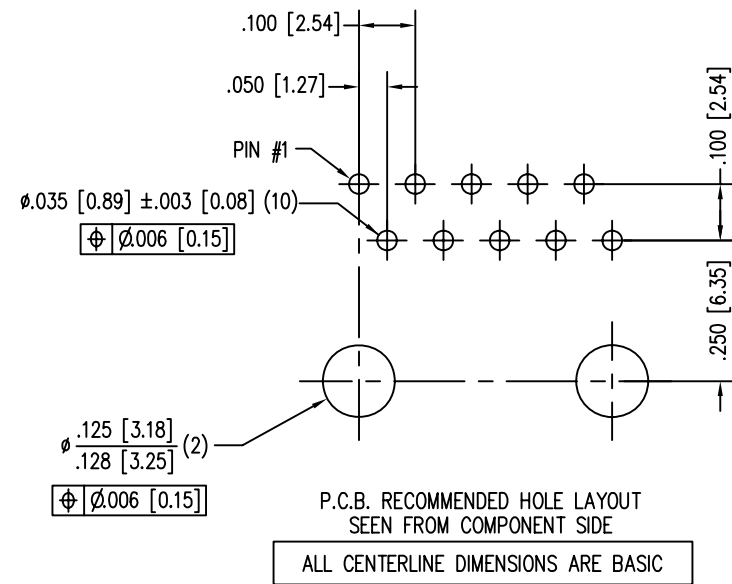 .100 [2.54]
.050 [1.27]
PIN #1
.100 [2.54]
ø.035 [0.89] ±.003 [0.08] (10)
⌖ Ø.006 [0.15]
.250 [6.35]
ø .125 [3.18]
.128 [3.25] (2)
⌖ Ø.006 [0.15]
P.C.B. RECOMMENDED HOLE LAYOUT
SEEN FROM COMPONENT SIDE
ALL CENTERLINE DIMENSIONS ARE BASIC